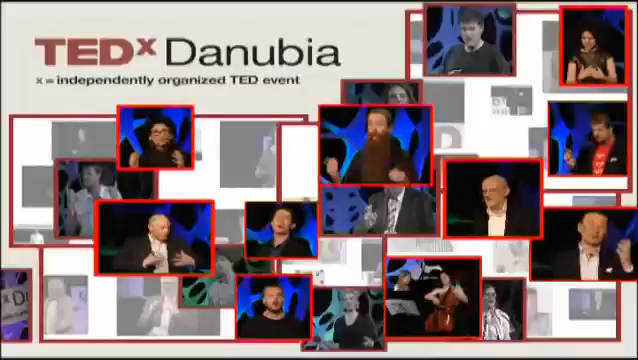 TEDx Danubia
x = independently organized TED event